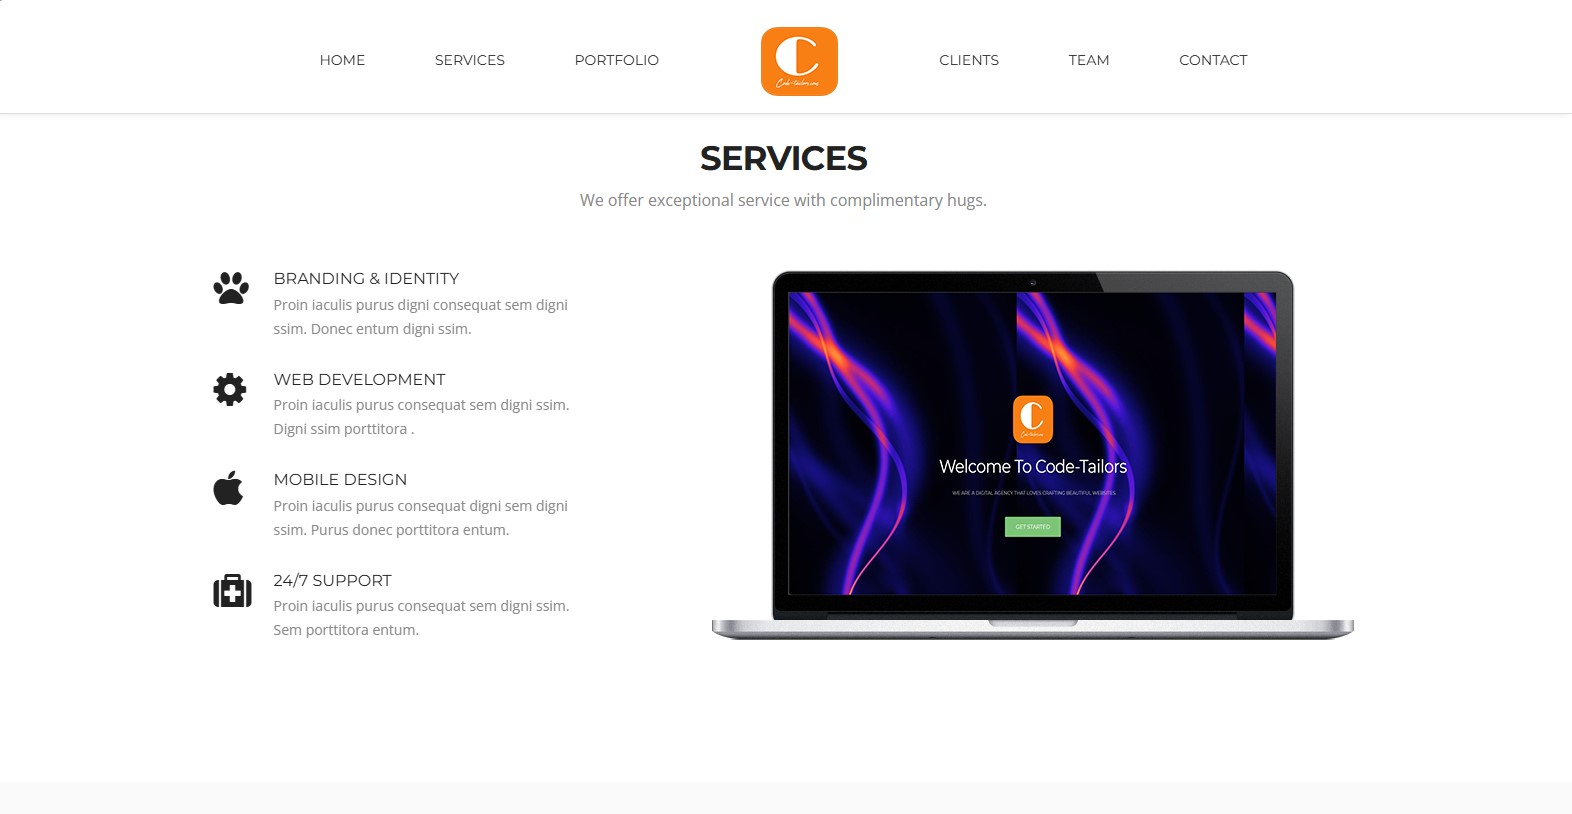 HOME SERVICES PORTFOLIO CLIENTS TEAM CONTACT
C
Code-tailors.com
SERVICES
We offer exceptional service with complimentary hugs.
BRANDING & IDENTITY
Proin iaculis purus digni consequat sem digni
ssim. Donec entum digni ssim.
WEB DEVELOPMENT
Proin iaculis purus consequat sem digni ssim.
Digni ssim porttitora .
MOBILE DESIGN
Proin iaculis purus consequat digni sem digni
ssim. Purus donec porttitora entum.
24/7 SUPPORT
Proin iaculis purus consequat sem digni ssim.
Sem porttitora entum.
C
Welcome To Code-Tailors
WE ARE A DIGITAL AGENCY THAT LOVES CRAFTING BEAUTIFUL WEBSITES.
GET STARTED